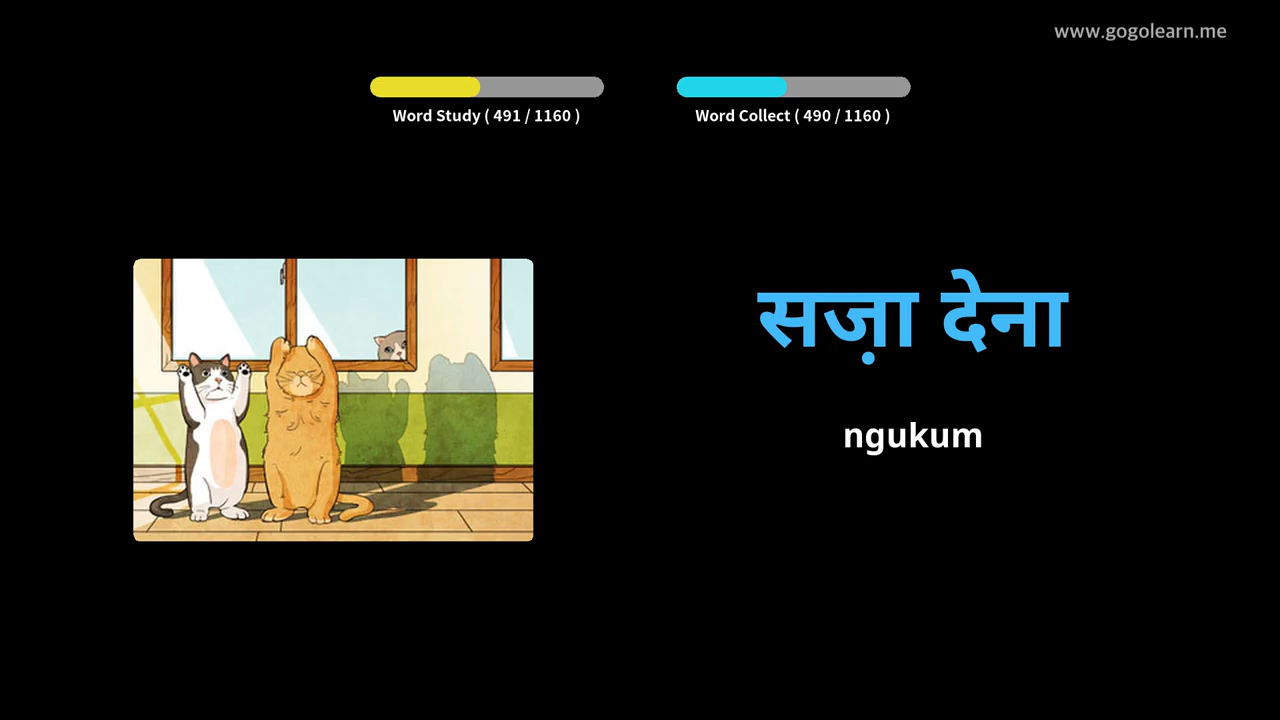 www.gogolearn.me
Word Study ( 491 / 1160 )
Word Collect ( 490 / 1160 )
सज़ा देना
ngukum